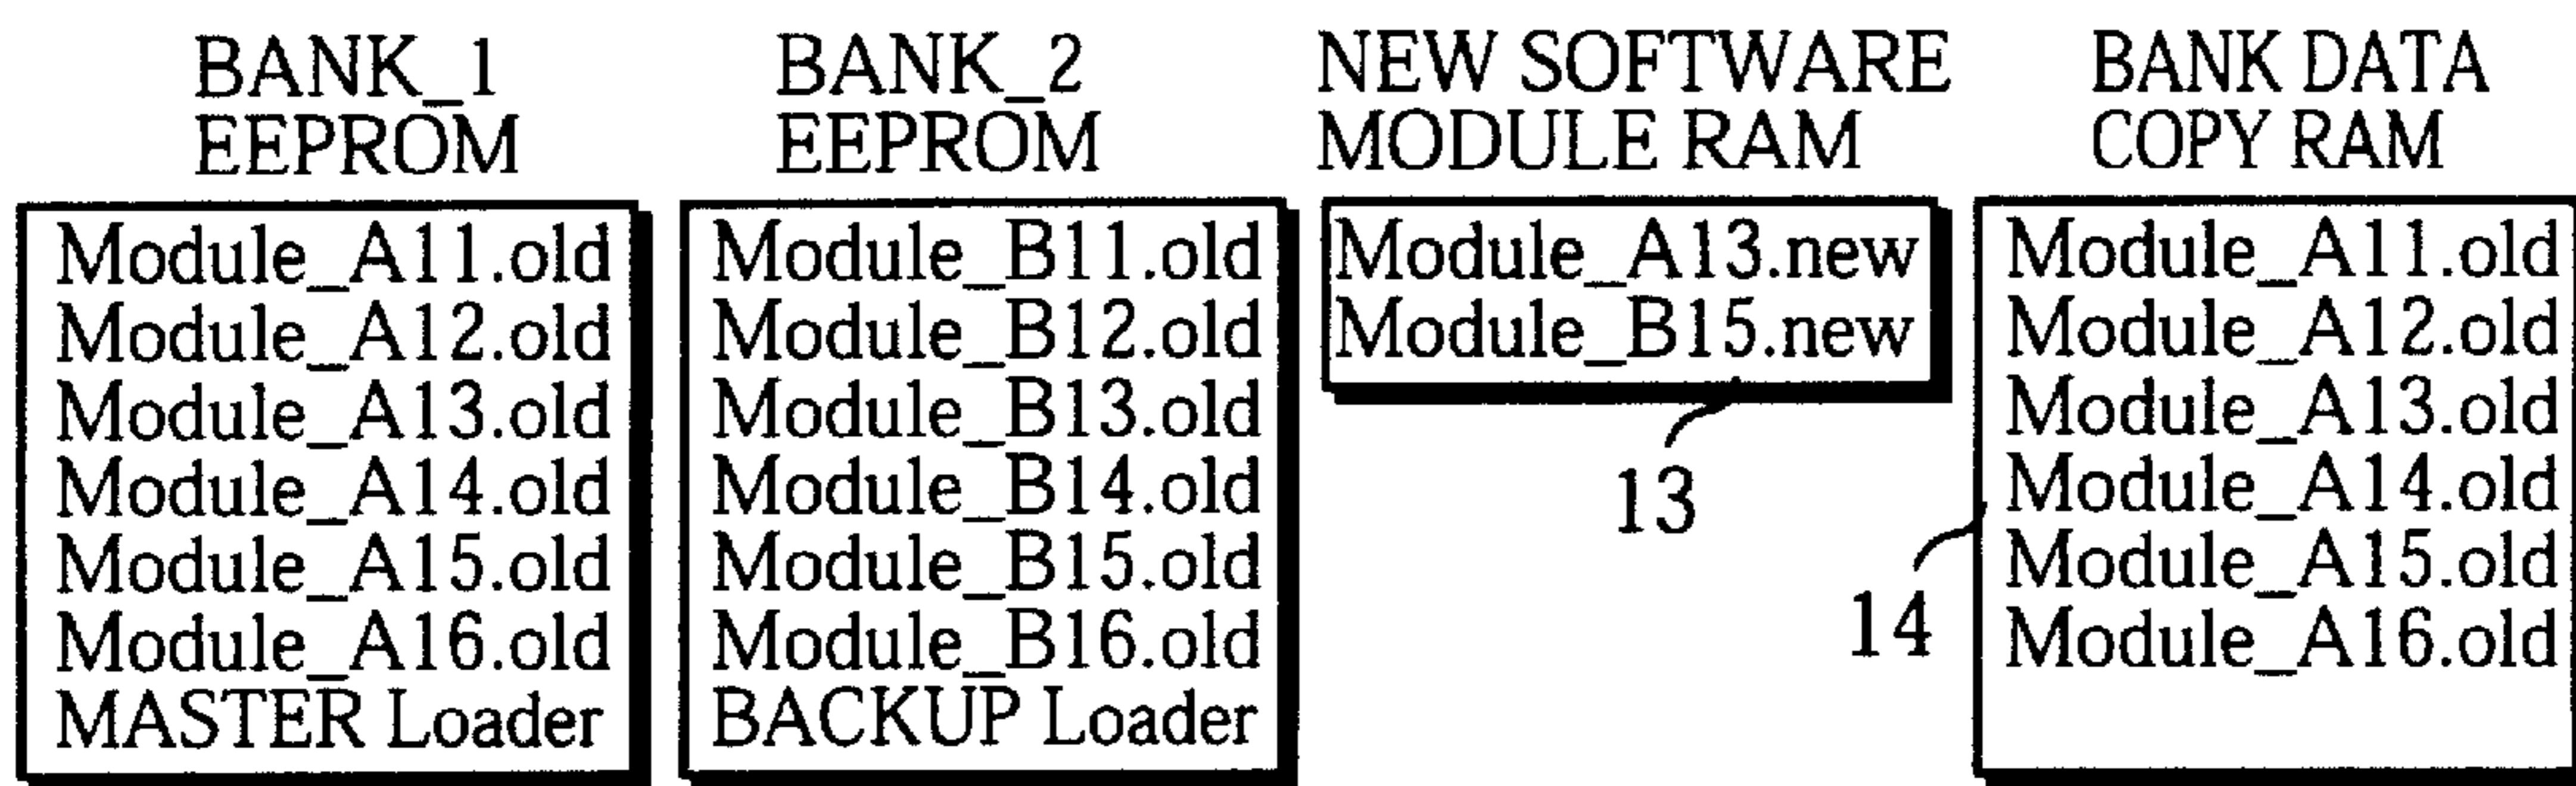 BANK_1
EEPROM
Module_A11.old
Module_A12.old
Module_A13.old
Module_A14.old
Module_A15.old
Module_A16.old
MASTER Loader
BANK_2
EEPROM
Module_B11.old
Module_B12.old
Module_B13.old
Module_B14.old
Module_B15.old
Module_B16.old
BACKUP Loader
NEW SOFTWARE
MODULE RAM
Module_A13.new
Module_B15.new
13
BANK DATA
COPY RAM
Module_A11.old
Module_A12.old
Module_A13.old
Module_A14.old
Module_A15.old
Module_A16.old
14